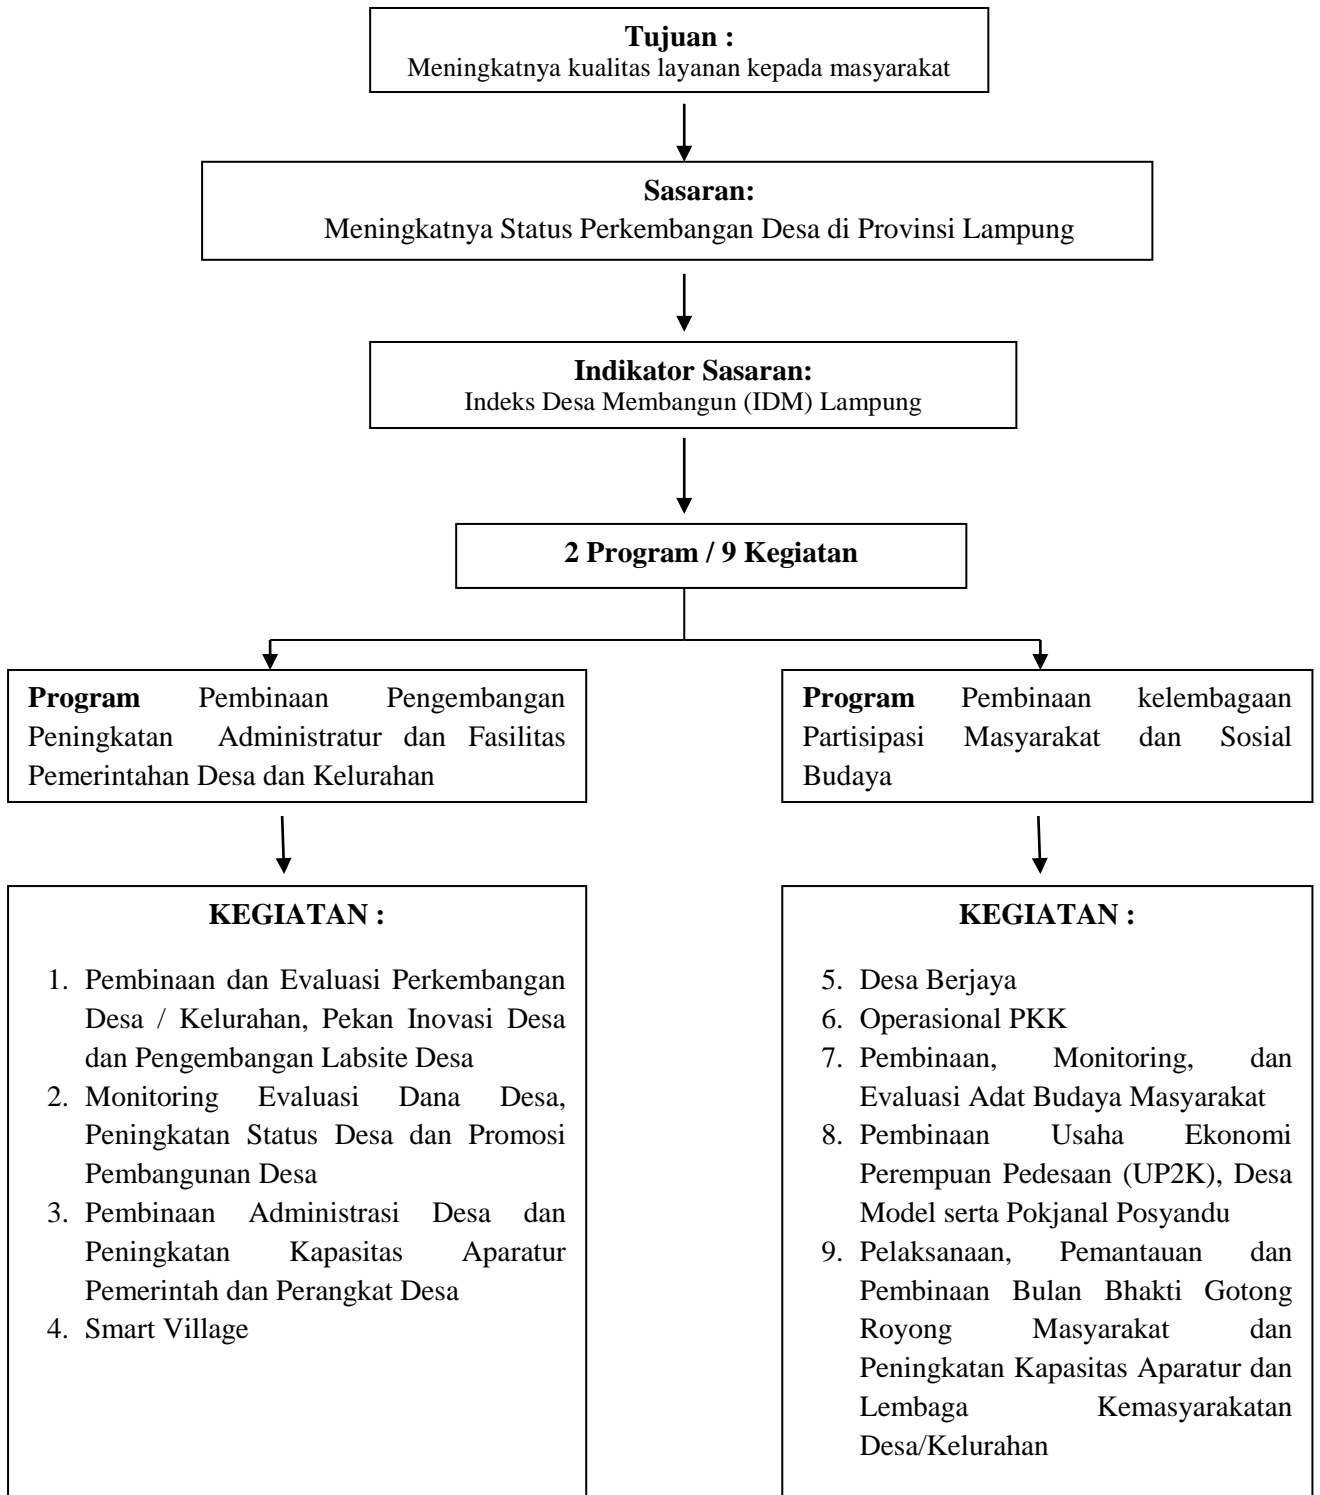 Tujuan :
Meningkatnya kualitas layanan kepada masyarakat
Sasaran:
Meningkatnya Status Perkembangan Desa di Provinsi Lampung
Indikator Sasaran:
Indeks Desa Membangun (IDM) Lampung
2 Program / 9 Kegiatan
Program Pembinaan Pengembangan
Peningkatan Administratur dan Fasilitas
Pemerintahan Desa dan Kelurahan
Program Pembinaan kelembagaan
Partisipasi Masyarakat dan Sosial
Budaya
KEGIATAN :
1. Pembinaan dan Evaluasi Perkembangan
Desa / Kelurahan, Pekan Inovasi Desa
dan Pengembangan Labsite Desa
2. Monitoring Evaluasi Dana Desa,
Peningkatan Status Desa dan Promosi
Pembangunan Desa
3. Pembinaan Administrasi Desa dan
Peningkatan Kapasitas Aparatur
Pemerintah dan Perangkat Desa
4. Smart Village
KEGIATAN :
5. Desa Berjaya
6. Operasional PKK
7. Pembinaan, Monitoring, dan
Evaluasi Adat Budaya Masyarakat
8. Pembinaan Usaha Ekonomi
Perempuan Pedesaan (UP2K), Desa
Model serta Pokjanal Posyandu
9. Pelaksanaan, Pemantauan dan
Pembinaan Bulan Bhakti Gotong
Royong Masyarakat dan
Peningkatan Kapasitas Aparatur dan
Lembaga Kemasyarakatan
Desa/Kelurahan